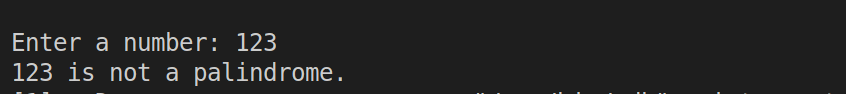 Enter a number: 123
123 is not a palindrome.